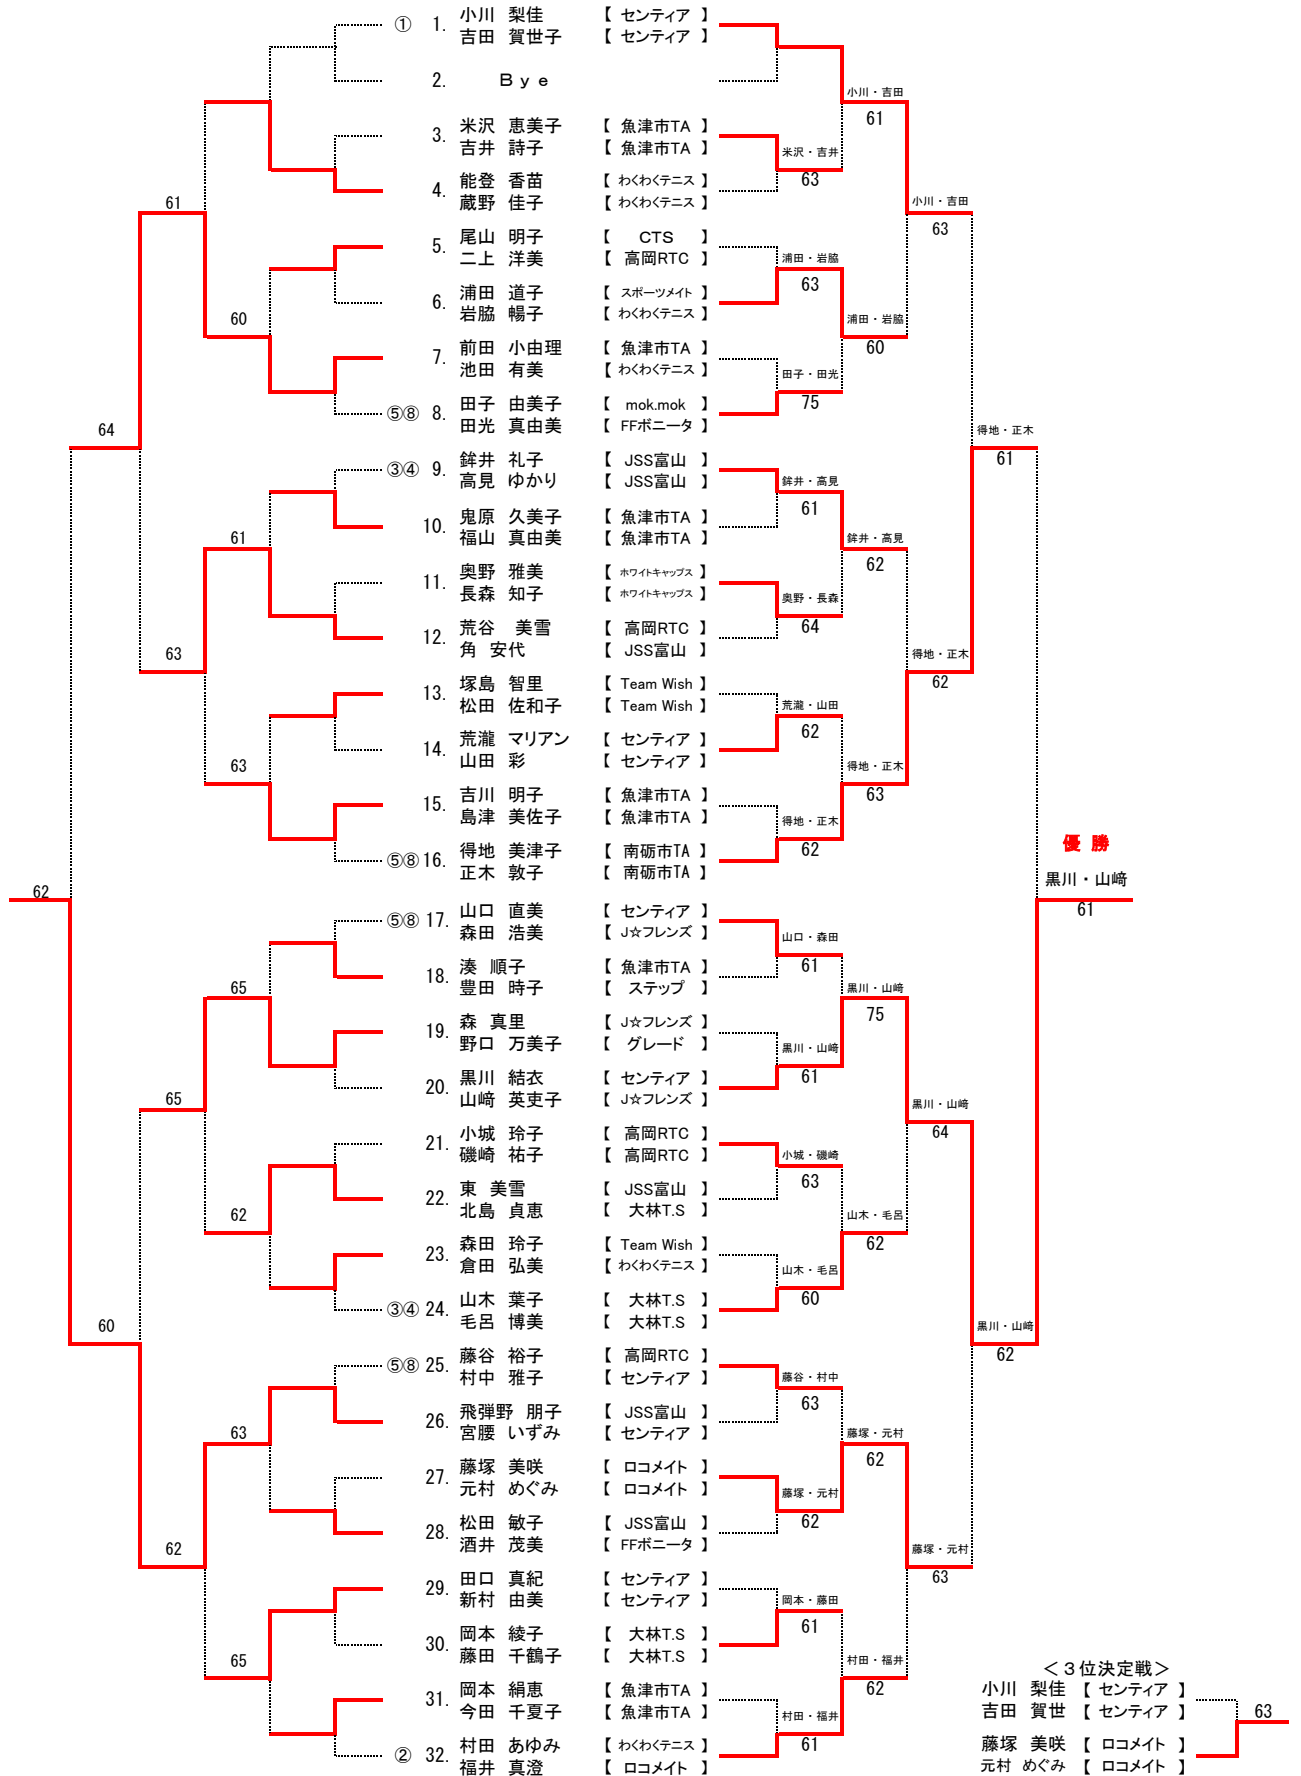 ① 1. 小川 梨佳 【 センティア 】
吉田 賀世子 【 センティア 】
2. Ｂｙｅ
小川・吉田
61
3. 米沢 恵美子 【 魚津市TA 】
吉井 詩子 【 魚津市TA 】
米沢・吉井
63
4. 能登 香苗 【 わくわくテニス 】
蔵野 佳子 【 わくわくテニス 】
61
小川・吉田
63
5. 尾山 明子 【 CTS 】
二上 洋美 【 高岡RTC 】
浦田・岩脇
63
6. 浦田 道子 【 スポーツメイト 】
岩脇 暢子 【 わくわくテニス 】
60
浦田・岩脇
60
7. 前田 小由理 【 魚津市TA 】
池田 有美 【 わくわくテニス 】
田子・田光
75
⑤⑧ 8. 田子 由美子 【 mok.mok 】
田光 真由美 【 FFボニータ 】
64
得地・正木
61
③④ 9. 鉾井 礼子 【 JSS富山 】
高見 ゆかり 【 JSS富山 】
鉾井・高見
61
10. 鬼原 久美子 【 魚津市TA 】
福山 真由美 【 魚津市TA 】
61
鉾井・高見
62
11. 奥野 雅美 【 ホワイトキャップス 】
長森 知子 【 ホワイトキャップス 】
奥野・長森
64
12. 荒谷 美雪 【 高岡RTC 】
角 安代 【 JSS富山 】
63
得地・正木
62
13. 塚島 智里 【 Team Wish 】
松田 佐和子 【 Team Wish 】
荒瀧・山田
62
14. 荒瀧 マリアン 【 センティア 】
山田 彩 【 センティア 】
63
得地・正木
63
15. 吉川 明子 【 魚津市TA 】
島津 美佐子 【 魚津市TA 】
得地・正木
62
⑤⑧ 16. 得地 美津子 【 南砺市TA 】
正木 敦子 【 南砺市TA 】
優 勝
黒川・山﨑
61
62
⑤⑧ 17. 山口 直美 【 センティア 】
森田 浩美 【 J☆フレンズ 】
山口・森田
61
18. 湊 順子 【 魚津市TA 】
豊田 時子 【 ステップ 】
65
黒川・山﨑
75
19. 森 真里 【 J☆フレンズ 】
野口 万美子 【 グレード 】
黒川・山﨑
61
20. 黒川 結衣 【 センティア 】
山﨑 英吏子 【 J☆フレンズ 】
65
黒川・山﨑
64
21. 小城 玲子 【 高岡RTC 】
磯崎 祐子 【 高岡RTC 】
小城・磯崎
63
22. 東 美雪 【 JSS富山 】
北島 貞恵 【 大林T.S 】
62
山木・毛呂
62
23. 森田 玲子 【 Team Wish 】
倉田 弘美 【 わくわくテニス 】
山木・毛呂
60
③④ 24. 山木 葉子 【 大林T.S 】
毛呂 博美 【 大林T.S 】
60
黒川・山﨑
62
⑤⑧ 25. 藤谷 裕子 【 高岡RTC 】
村中 雅子 【 センティア 】
藤谷・村中
63
26. 飛弾野 朋子 【 JSS富山 】
宮腰 いずみ 【 センティア 】
63
藤塚・元村
62
27. 藤塚 美咲 【 ロコメイト 】
元村 めぐみ 【 ロコメイト 】
藤塚・元村
62
28. 松田 敏子 【 JSS富山 】
酒井 茂美 【 FFボニータ 】
62
藤塚・元村
63
29. 田口 真紀 【 センティア 】
新村 由美 【 センティア 】
岡本・藤田
61
30. 岡本 綾子 【 大林T.S 】
藤田 千鶴子 【 大林T.S 】
65
村田・福井
62
31. 岡本 絹恵 【 魚津市TA 】
今田 千夏子 【 魚津市TA 】
村田・福井
61
② 32. 村田 あゆみ 【 わくわくテニス 】
福井 真澄 【 ロコメイト 】
＜３位決定戦＞
小川 梨佳 【 センティア 】
吉田 賀世 【 センティア 】
63
藤塚 美咲 【 ロコメイト 】
元村 めぐみ 【 ロコメイト 】